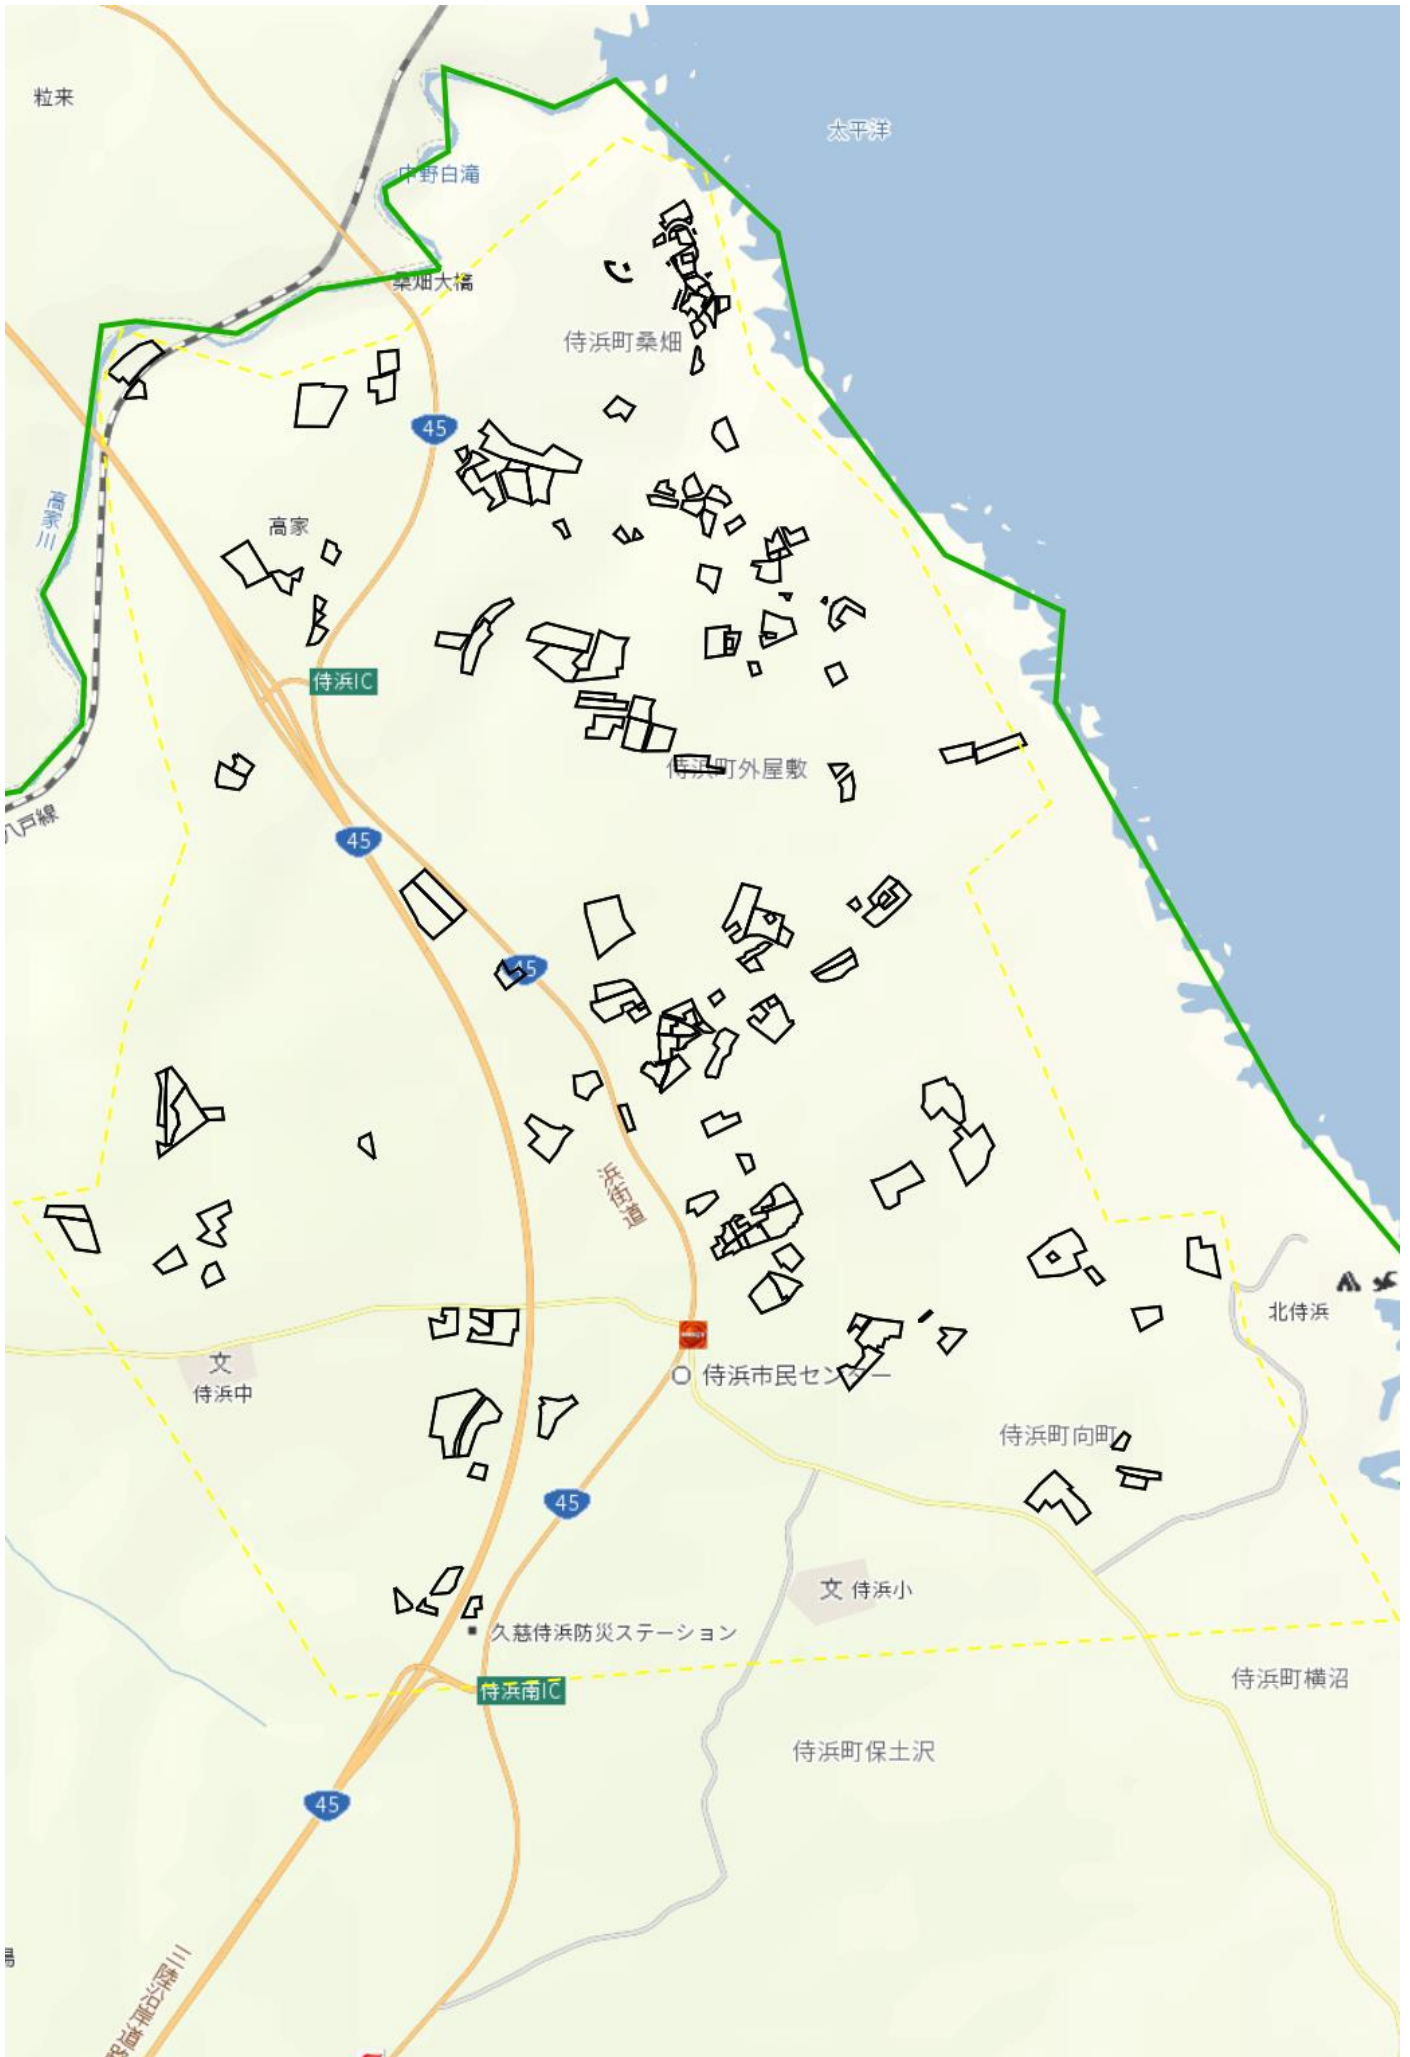 粒来
太平洋
中野白滝
桑畑大橋
侍浜町桑畑
45
高家川
高家
侍浜IC
侍浜町外屋敷
八戸線
45
45
浜街道
北侍浜
文
侍浜中
侍浜市民センター
侍浜町向町
45
文 侍浜小
久慈侍浜防災ステーション
侍浜南IC
侍浜町横沼
侍浜町保土沢
45
三陸沿岸道路